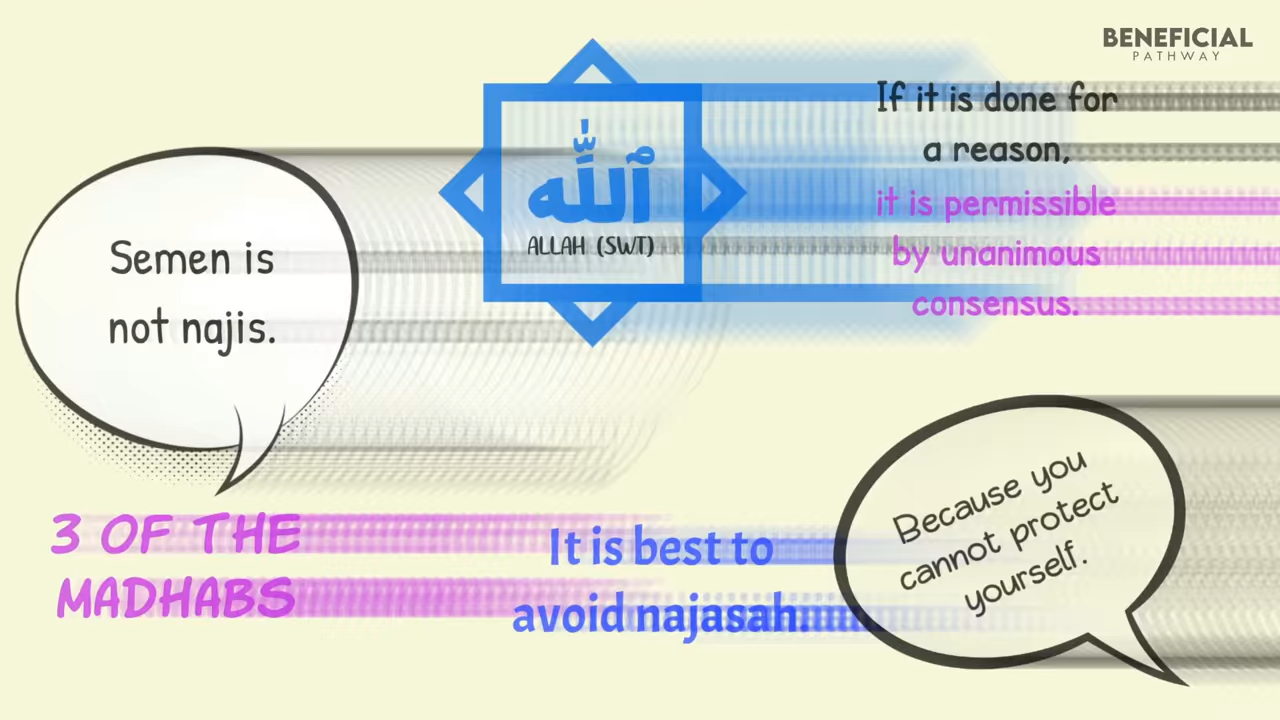 BENEFICIAL
PATHWAY
Semen is
not najis.
ٱللَّٰه
ALLAH (SWT)
If it is done for
a reason,
it is permissible
by unanimous
consensus.
3 OF THE
MADHABS
It is best to
avoid najasah.
Because you
cannot protect
yourself.